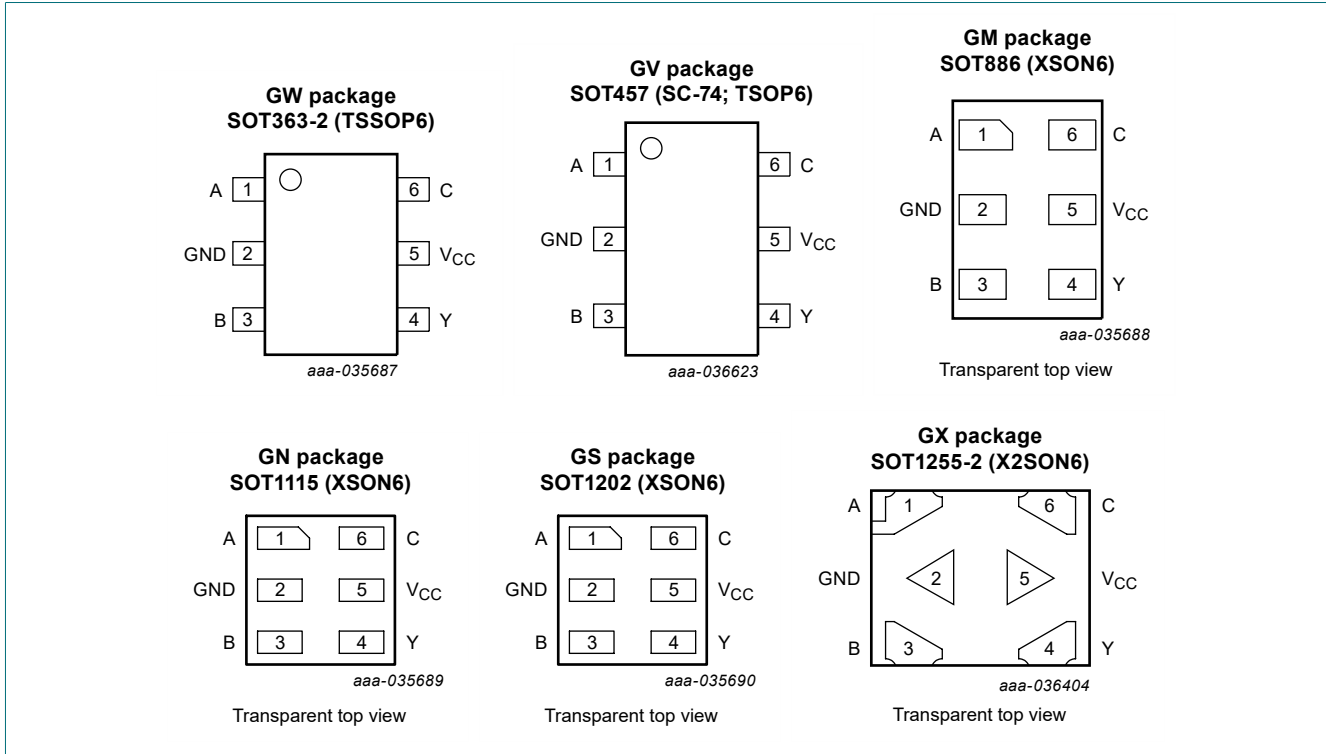 GW package
SOT363-2 (TSSOP6)
A 1 6 C
GND 2 5 VCC
B 3 4 Y
aaa-035687
GV package
SOT457 (SC-74; TSOP6)
A 1 6 C
GND 2 5 VCC
B 3 4 Y
aaa-036623
GM package
SOT886 (XSON6)
A 1 6 C
GND 2 5 VCC
B 3 4 Y
aaa-035688
Transparent top view
GN package
SOT1115 (XSON6)
A 1 6 C
GND 2 5 VCC
B 3 4 Y
aaa-035689
Transparent top view
GS package
SOT1202 (XSON6)
A 1 6 C
GND 2 5 VCC
B 3 4 Y
aaa-035690
Transparent top view
GX package
SOT1255-2 (X2SON6)
A 1 6 C
GND 2 5 VCC
B 3 4 Y
aaa-036404
Transparent top view